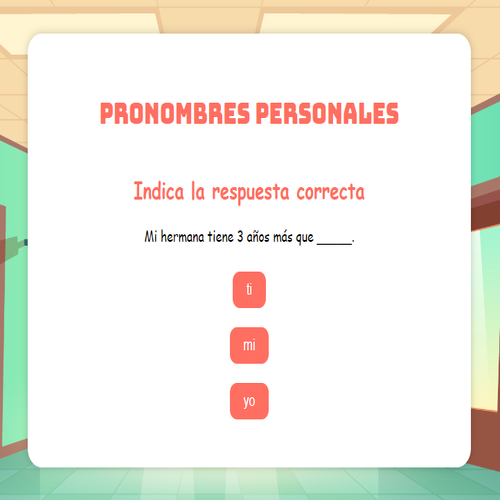 PRONOMBRES PERSONALES
Indica la respuesta correcta
Mi hermana tiene 3 años más que _____.
ti
mi
yo